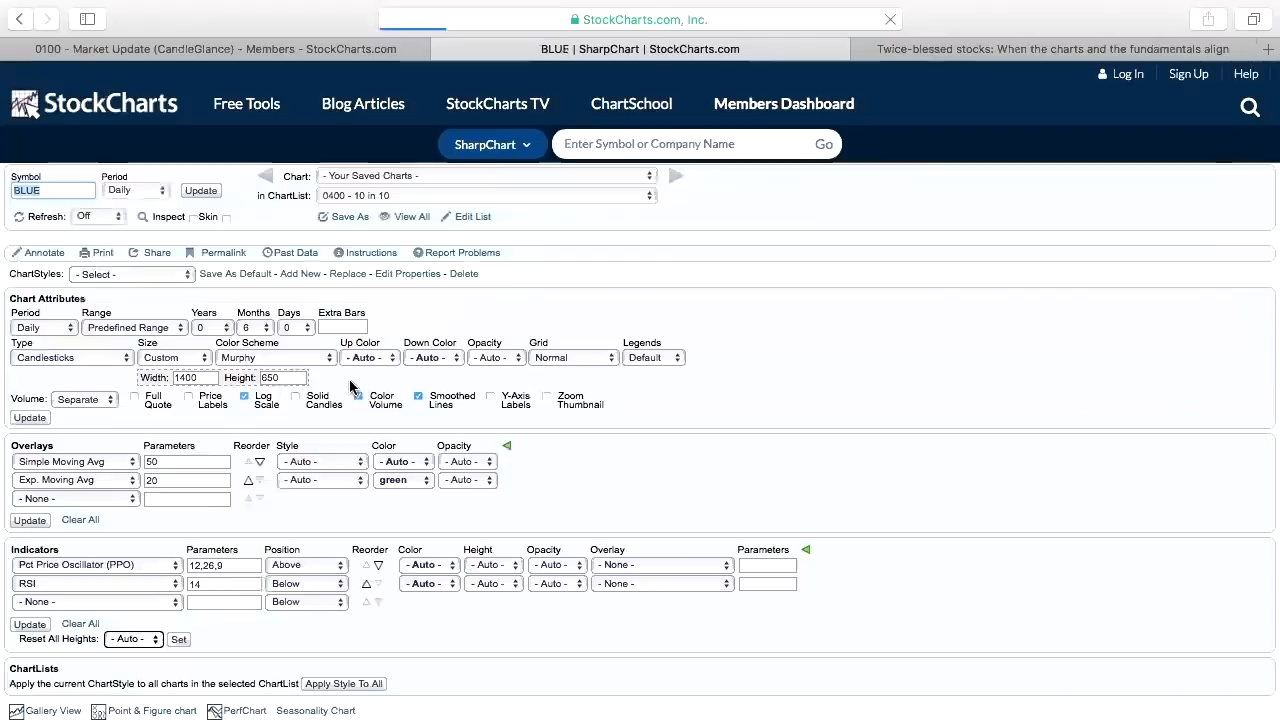 StockCharts.com, Inc.
0100 - Market Update (CandleGlance) - Members - StockCharts.com
BLUE | SharpChart | StockCharts.com
Twice-blessed stocks: When the charts and the fundamentals align
Log In
Sign Up
Help
StockCharts
Free Tools
Blog Articles
StockCharts TV
ChartSchool
Members Dashboard
SharpChart
Enter Symbol or Company Name
Go
Symbol Period
BLUE Daily Update
Chart: - Your Saved Charts -
in ChartList: 0400 - 10 in 10
Refresh: Off Inspect Skin
Save As View All Edit List
Annotate Print Share Permalink Past Data Instructions Report Problems
ChartStyles: - Select - Save As Default - Add New - Replace - Edit Properties - Delete
Chart Attributes
Period Range Years Months Days Extra Bars
Daily Predefined Range 0 6 0
Type Size Color Scheme Up Color Down Color Opacity Grid Legends
Candlesticks Custom Murphy - Auto - - Auto - - Auto - Normal Default
Width: 1400 Height: 650
Volume: Separate Full Quote Price Labels Log Scale Solid Candles Color Volume Smoothed Lines Y-Axis Labels Zoom Thumbnail
Update
Overlays Parameters Reorder Style Color Opacity
Simple Moving Avg 50 - Auto - - Auto - - Auto -
Exp. Moving Avg 20 - Auto - green - Auto -
- None -
Update Clear All
Indicators Parameters Position Reorder Color Height Opacity Overlay Parameters
Pct Price Oscillator (PPO) 12,26,9 Above - Auto - - Auto - - Auto - - None -
RSI 14 Below - Auto - - Auto - - Auto - - None -
- None - Below
Update Clear All
Reset All Heights: - Auto - Set
ChartLists
Apply the current ChartStyle to all charts in the selected ChartList Apply Style To All
Gallery View Point & Figure chart PerfChart Seasonality Chart